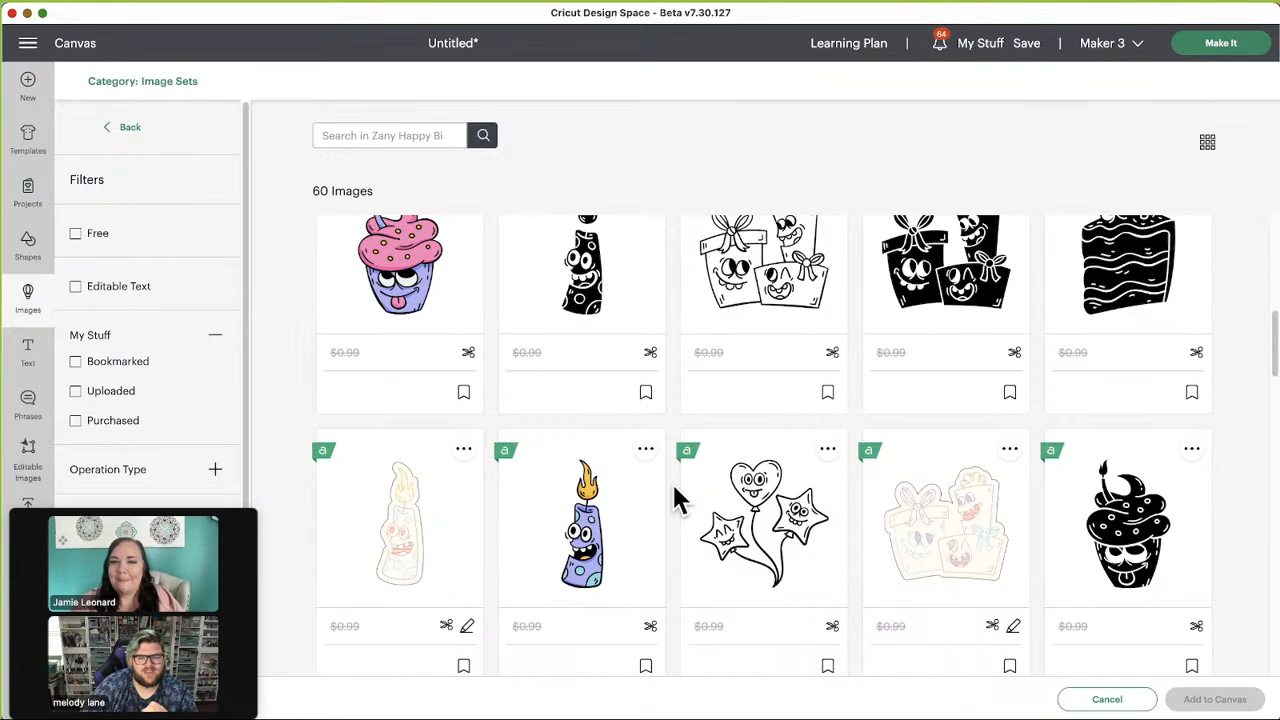 Cricut Design Space - Beta v7.30.127
Canvas
Untitled*
Learning Plan
|
64
My Stuff
Save
|
Maker 3
Make It
New
Templates
Projects
Shapes
Images
Text
Phrases
Editable
Images
Category: Image Sets
Back
Filters
Free
Editable Text
My Stuff
Bookmarked
Uploaded
Purchased
Operation Type
Search in Zany Happy Bi
60 Images
$0.99
$0.99
$0.99
$0.99
$0.99
a
a
a
a
a
$0.99
$0.99
$0.99
$0.99
$0.99
Jamie Leonard
melody lane
Cancel
Add to Canvas